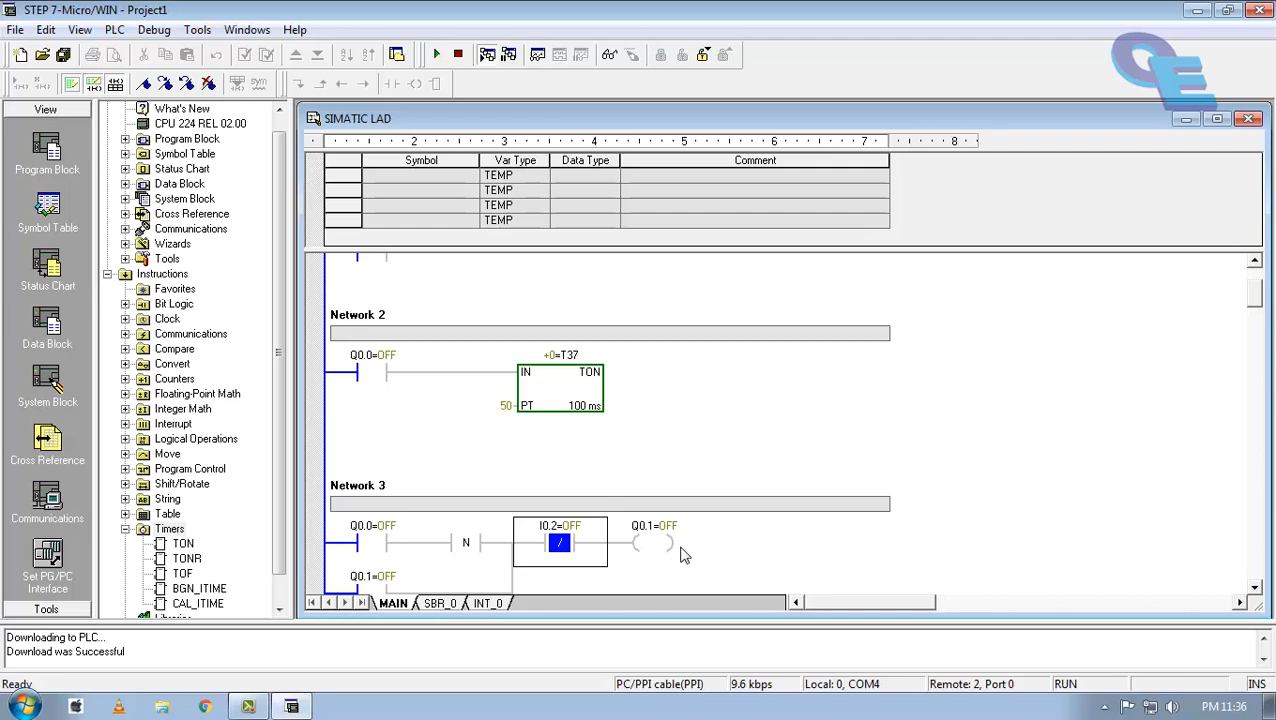 STEP 7-Micro/WIN - Project1
File Edit View PLC Debug Tools Windows Help
View
Program Block
Symbol Table
Status Chart
Data Block
System Block
Cross Reference
Communications
Set PG/PC
Interface
Tools
What's New
CPU 224 REL 02.00
Program Block
Symbol Table
Status Chart
Data Block
System Block
Cross Reference
Communications
Wizards
Tools
Instructions
Favorites
Bit Logic
Clock
Communications
Compare
Convert
Counters
Floating-Point Math
Integer Math
Interrupt
Logical Operations
Move
Program Control
Shift/Rotate
String
Table
Timers
TON
TONR
TOF
BGN_ITIME
CAL_ITIME
SIMATIC LAD
2 3 4 5 6 7 8
Symbol Var Type Data Type Comment
TEMP
TEMP
TEMP
TEMP
Network 2
Q0.0=OFF +0=T37
IN TON
50 PT 100 ms
Network 3
Q0.0=OFF I0.2=OFF Q0.1=OFF
N /
Q0.1=OFF
MAIN SBR_0 INT_0
Downloading to PLC...
Download was Successful
Ready PC/PPI cable(PPI) 9.6 kbps Local: 0, COM4 Remote: 2, Port 0 RUN INS
PM 11:36